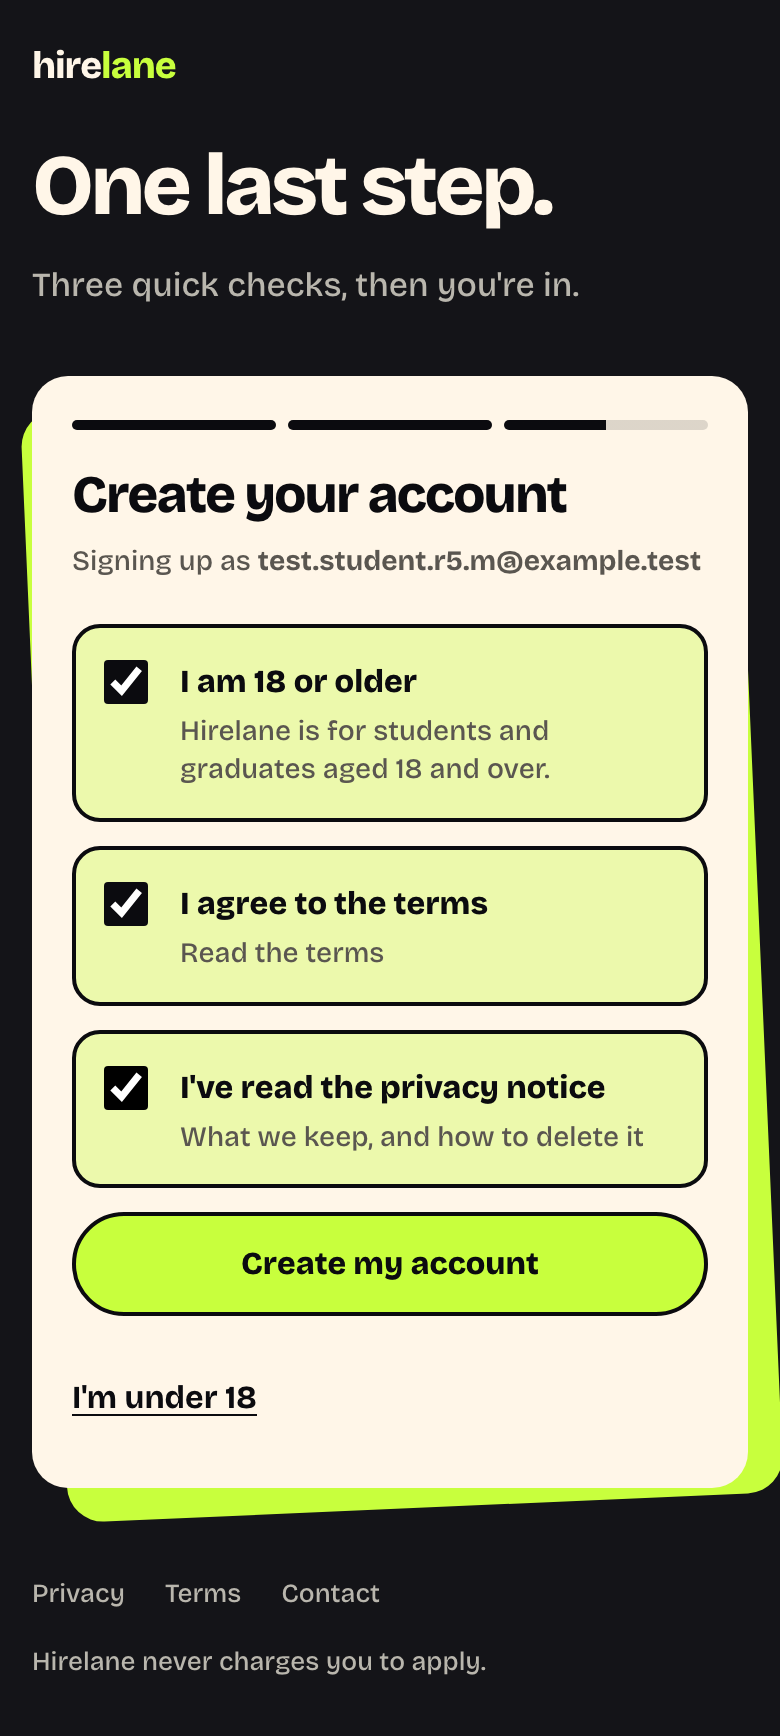 hirelane
One last step.
Three quick checks, then you're in.
Create your account
Signing up as test.student.r5.m@example.test
I am 18 or older
Hirelane is for students and
graduates aged 18 and over.
I agree to the terms
Read the terms
I've read the privacy notice
What we keep, and how to delete it
Create my account
I'm under 18
Privacy Terms Contact
Hirelane never charges you to apply.